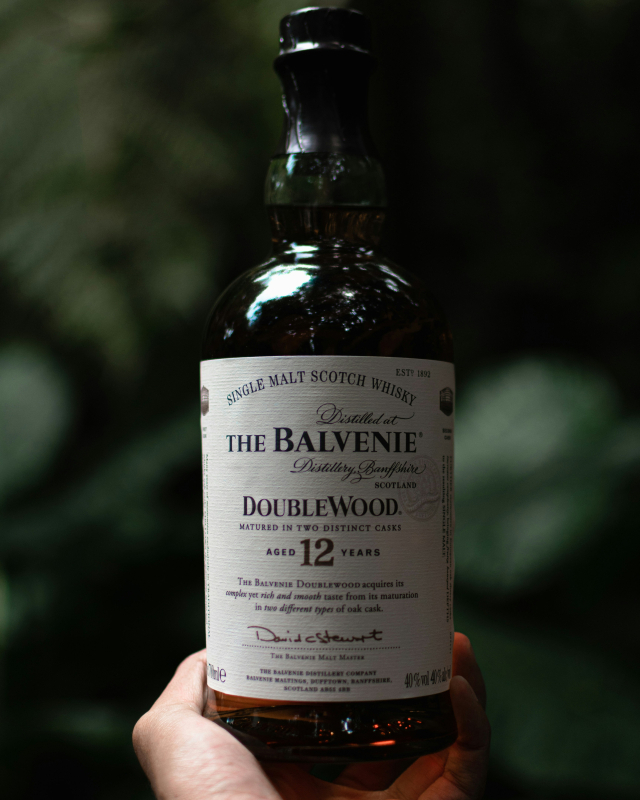 SINGLE MALT SCOTCH WHISKY
ESTD 1892
Distilled at
THE BALVENIE®
Distillery, Banffshire
SCOTLAND
DOUBLEWOOD
MATURED IN TWO DISTINCT CASKS
AGED 12 YEARS
THE BALVENIE DOUBLEWOOD acquires its
complex yet rich and smooth taste from its maturation
in two different types of oak cask.
David C Stewart
THE BALVENIE MALT MASTER
THE BALVENIE DISTILLERY COMPANY
BALVENIE MALTINGS, DUFFTOWN, BANFFSHIRE,
SCOTLAND AB55 4BB
40%vol 40%